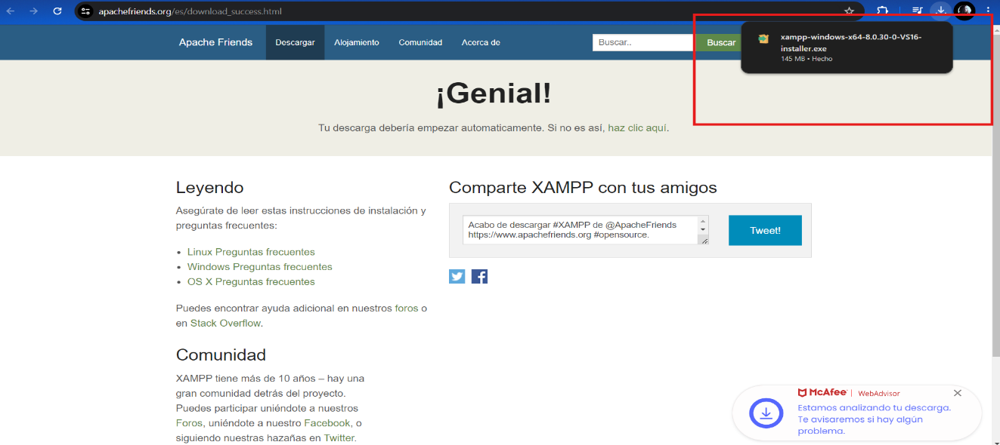 apachefriends.org/es/download_success.html
Apache Friends
Descargar
Alojamiento
Comunidad
Acerca de
Buscar..
Buscar
xampp-windows-x64-8.0.30-0-VS16-
installer.exe
145 MB • Hecho
¡Genial!
Tu descarga debería empezar automaticamente. Si no es así, haz clic aquí.
Leyendo
Asegúrate de leer estas instrucciones de instalación y
preguntas frecuentes:
• Linux Preguntas frecuentes
• Windows Preguntas frecuentes
• OS X Preguntas frecuentes
Puedes encontrar ayuda adicional en nuestros foros o
en Stack Overflow.
Comunidad
XAMPP tiene más de 10 años – hay una
gran comunidad detrás del proyecto.
Puedes participar uniéndote a nuestros
Foros, uniéndote a nuestro Facebook, o
siguiendo nuestras hazañas en Twitter.
Comparte XAMPP con tus amigos
Acabo de descargar #XAMPP de @ApacheFriends
https://www.apachefriends.org #opensource.
Tweet!
McAfee | WebAdvisor
Estamos analizando tu descarga.
Te avisaremos si hay algún
problema.